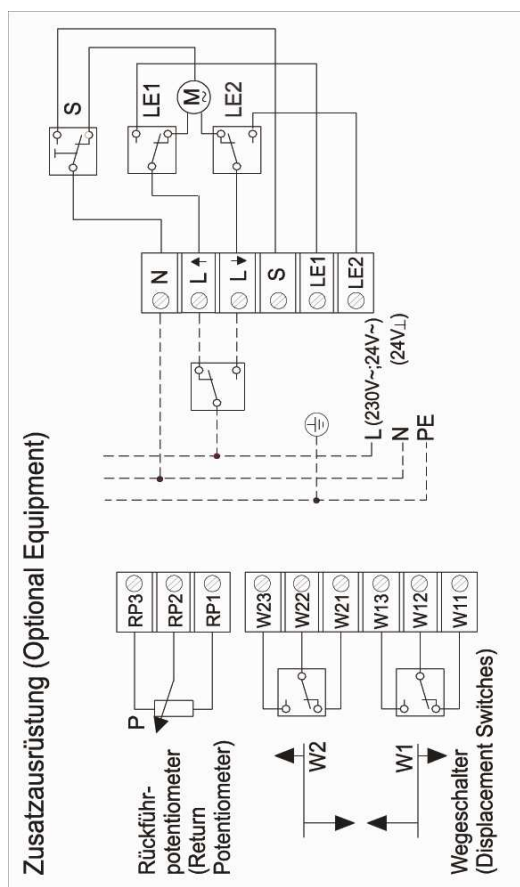 Zusatzausrüstung (Optional Equipment)
S
LE1
M
~
LE2
N
L
L
S
LE1
LE2
L (230V~;24V~)
N (24V⊥)
PE
RP3
RP2
RP1
P
Rückführ-
potentiometer
(Return
Potentiometer)
W23
W22
W21
W13
W12
W11
W2
W1
Wegeschalter
(Displacement Switches)